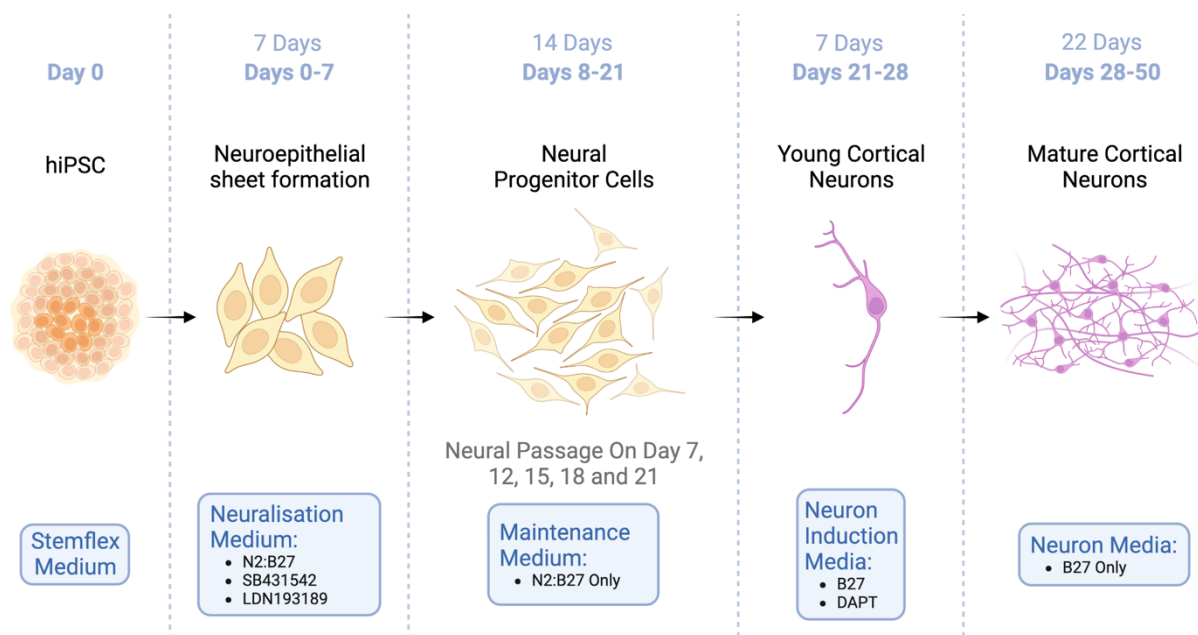 Day 0
hiPSC
Stemflex
Medium
7 Days
Days 0-7
Neuroepithelial
sheet formation
Neuralisation
Medium:
• N2:B27
• SB431542
• LDN193189
14 Days
Days 8-21
Neural
Progenitor Cells
Neural Passage On Day 7,
12, 15, 18 and 21
Maintenance
Medium:
• N2:B27 Only
7 Days
Days 21-28
Young Cortical
Neurons
Neuron
Induction
Media:
• B27
• DAPT
22 Days
Days 28-50
Mature Cortical
Neurons
Neuron Media:
• B27 Only